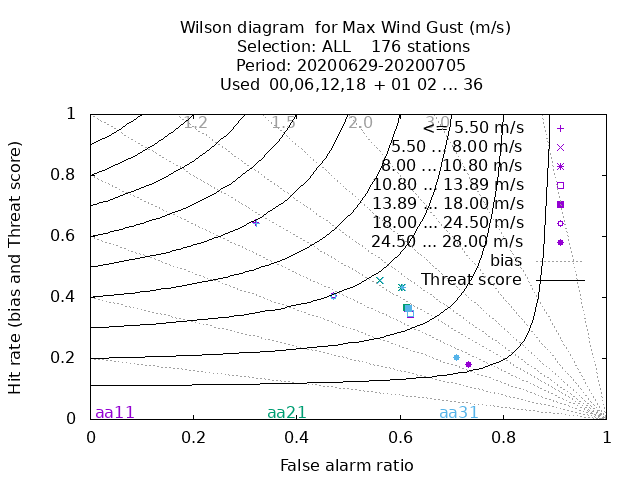 Wilson diagram  for Max Wind Gust (m/s)
Selection: ALL    176 stations
Period: 20200629-20200705
Used  00,06,12,18  + 01 02 ... 36
1.2 1.5 2.0 3.0
<= 5.50 m/s
5.50 ... 8.00 m/s
8.00 ... 10.80 m/s
10.80 ... 13.89 m/s
13.89 ... 18.00 m/s
18.00 ... 24.50 m/s
24.50 ... 28.00 m/s
bias
Threat score
Hit rate (bias and Threat score)
1
0.8
0.6
0.4
0.2
0
aa11 aa21 aa31
0 0.2 0.4 0.6 0.8 1
False alarm ratio